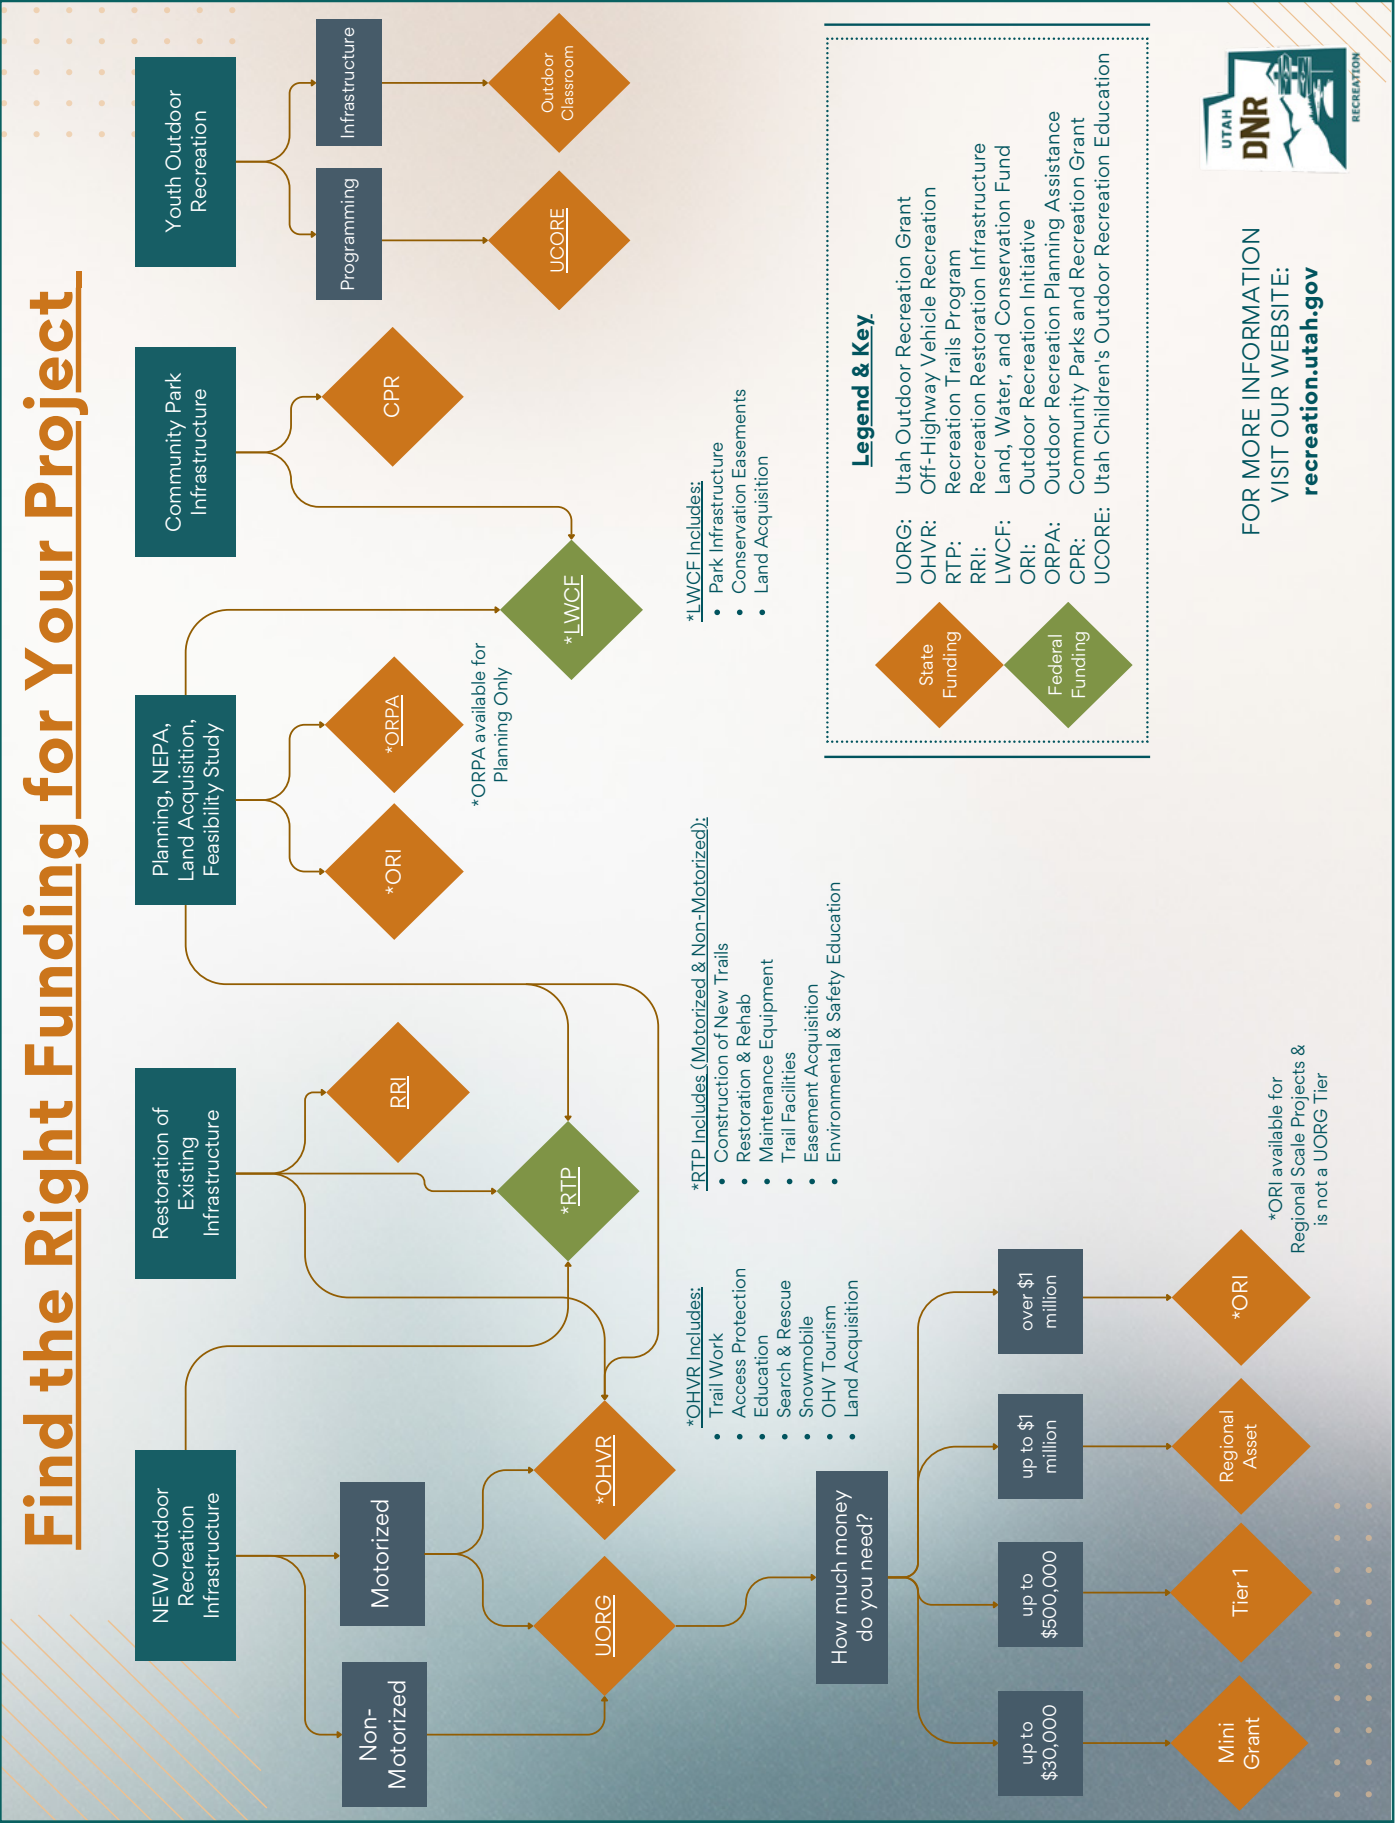 Find the Right Funding for Your Project
NEW Outdoor
Recreation
Infrastructure
Restoration of
Existing
Infrastructure
Planning, NEPA,
Land Acquisition,
Feasibility Study
Community Park
Infrastructure
Youth Outdoor
Recreation
Non-
Motorized
Motorized
RRI
*ORI
*ORPA
CPR
Programming
Infrastructure
*ORPA available for
Planning Only
UORG
*OHVR
*RTP
*LWCF
UCORE
Outdoor
Classroom
*OHVR Includes:
• Trail Work
• Access Protection
• Education
• Search & Rescue
• Snowmobile
• OHV Tourism
• Land Acquisition
*RTP Includes (Motorized & Non-Motorized):
• Construction of New Trails
• Restoration & Rehab
• Maintenance Equipment
• Trail Facilities
• Easement Acquisition
• Environmental & Safety Education
*LWCF Includes:
• Park Infrastructure
• Conservation Easements
• Land Acquisition
How much money
do you need?
up to
$30,000
up to
$500,000
up to $1
million
over $1
million
Mini
Grant
Tier 1
Regional
Asset
*ORI
*ORI available for
Regional Scale Projects &
is not a UORG Tier
Legend & Key
State
Funding
Federal
Funding
UORG: Utah Outdoor Recreation Grant
OHVR: Off-Highway Vehicle Recreation
RTP: Recreation Trails Program
RRI: Recreation Restoration Infrastructure
LWCF: Land, Water, and Conservation Fund
ORI: Outdoor Recreation Initiative
ORPA: Outdoor Recreation Planning Assistance
CPR: Community Parks and Recreation Grant
UCORE: Utah Children's Outdoor Recreation Education
FOR MORE INFORMATION
VISIT OUR WEBSITE:
recreation.utah.gov
UTAH
DNR
RECREATION